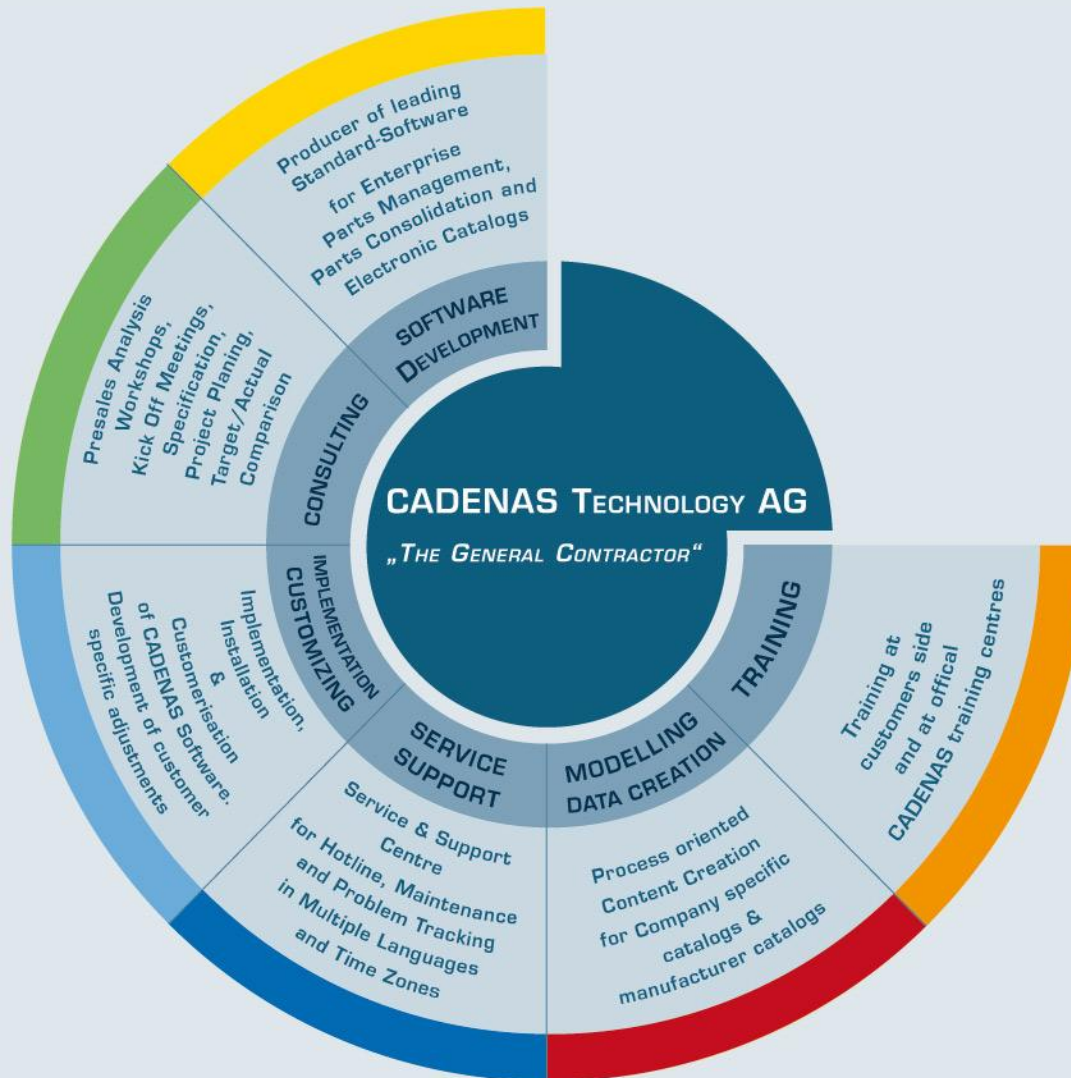 Producer of leading
Standard-Software
for Enterprise
Parts Management,
Parts Consolidation and
Electronic Catalogs
SOFTWARE
DEVELOPMENT
Presales Analysis
Workshops,
Kick Off Meetings,
Specification,
Project Planing,
Target/Actual
Comparison
CONSULTING
CADENAS TECHNOLOGY AG
„THE GENERAL CONTRACTOR“
IMPLEMENTATION
CUSTOMIZING
Implementation,
Installation
&
Customerisation
of CADENAS Software.
Development of customer
specific adjustments
SERVICE
SUPPORT
Service & Support
Centre
for Hotline, Maintenance
and Problem Tracking
in Multiple Languages
and Time Zones
MODELLING
DATA CREATION
Process oriented
Content Creation
for Company specific
catalogs &
manufacturer catalogs
TRAINING
Training at
customers side
and at offical
CADENAS training centres